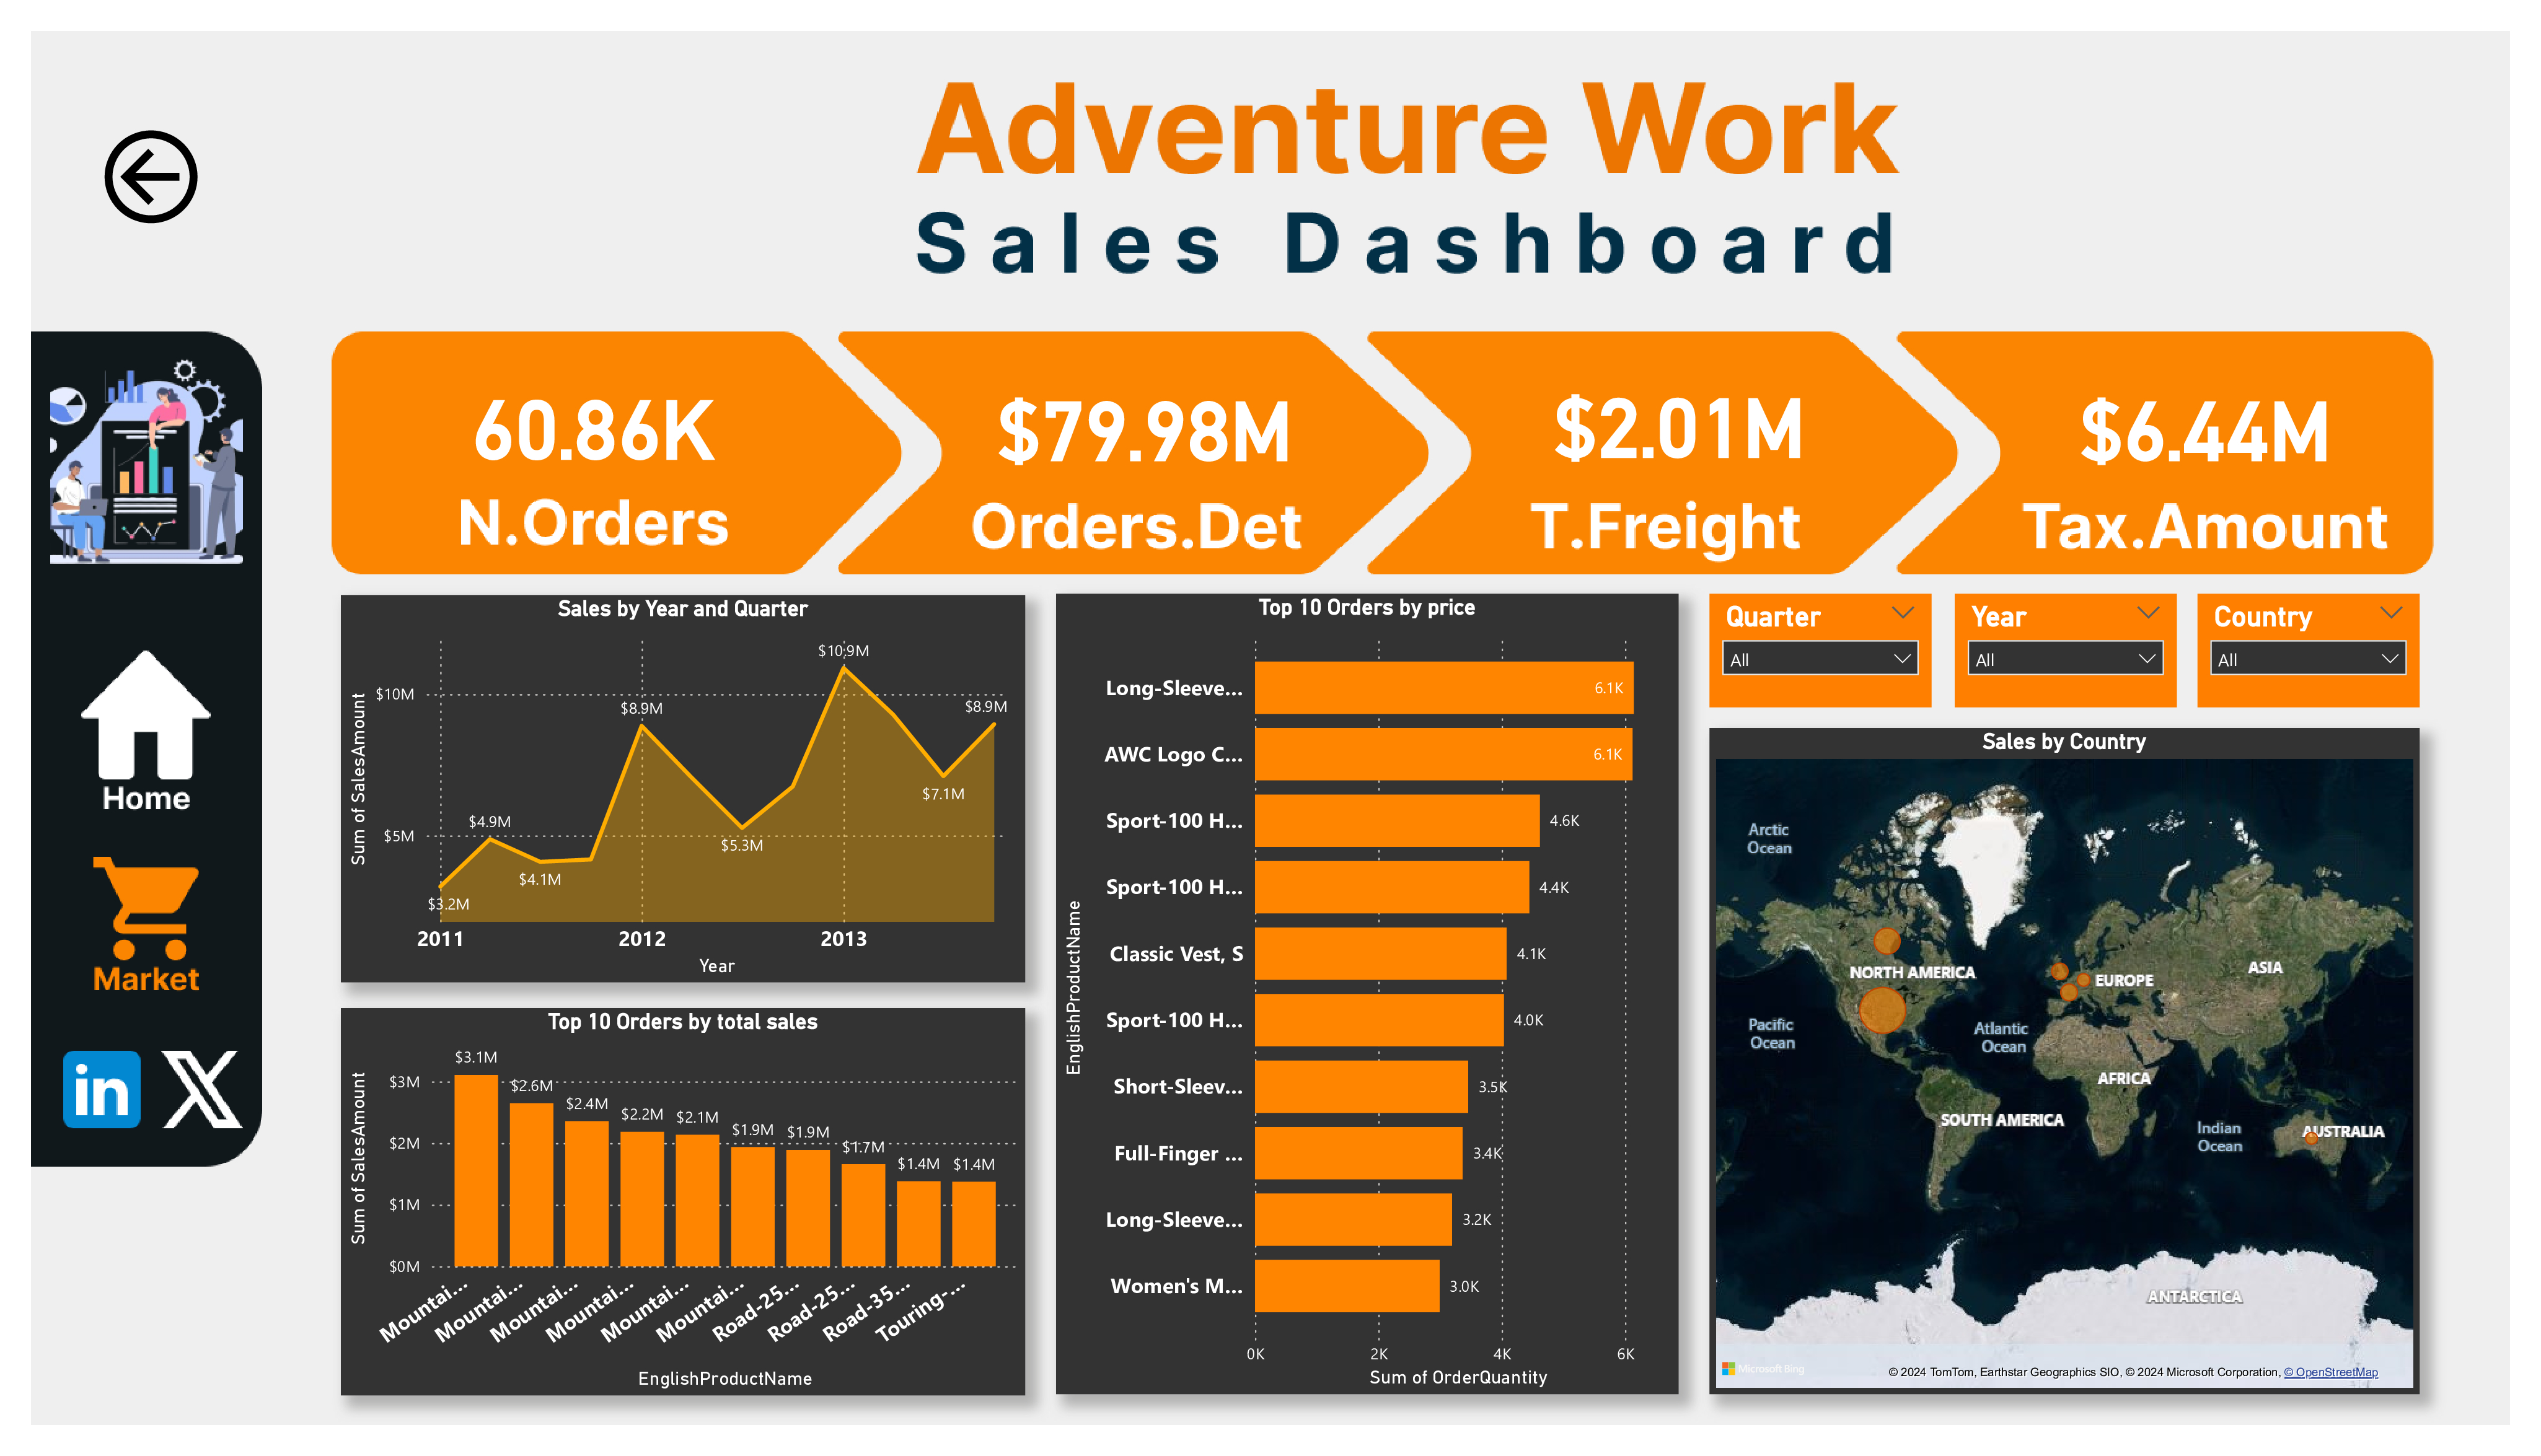 Adventure Work
Sales Dashboard
60.86K
N.Orders
$79.98M
Orders.Det
$2.01M
T.Freight
$6.44M
Tax.Amount
Home
Market
in
X
Sales by Year and Quarter
Sum of SalesAmount
$10M
$5M
$3.2M
$4.9M
$4.1M
$8.9M
$5.3M
$10.9M
$7.1M
$8.9M
2011
2012
2013
Year
Top 10 Orders by total sales
Sum of SalesAmount
$3M
$2M
$1M
$0M
$3.1M
$2.6M
$2.4M
$2.2M
$2.1M
$1.9M
$1.9M
$1.7M
$1.4M
$1.4M
Mountai...
Mountai...
Mountai...
Mountai...
Mountai...
Mountai...
Road-25...
Road-25...
Road-35...
Touring-...
EnglishProductName
Top 10 Orders by price
EnglishProductName
Long-Sleeve... 6.1K
AWC Logo C... 6.1K
Sport-100 H... 4.6K
Sport-100 H... 4.4K
Classic Vest, S 4.1K
Sport-100 H... 4.0K
Short-Sleev... 3.5K
Full-Finger ... 3.4K
Long-Sleeve... 3.2K
Women's M... 3.0K
0K 2K 4K 6K
Sum of OrderQuantity
Quarter
All
Year
All
Country
All
Sales by Country
Arctic
Ocean
NORTH AMERICA
EUROPE
ASIA
Pacific
Ocean
Atlantic
Ocean
AFRICA
SOUTH AMERICA
Indian
Ocean
AUSTRALIA
ANTARCTICA
Microsoft Bing
© 2024 TomTom, Earthstar Geographics SIO, © 2024 Microsoft Corporation, © OpenStreetMap